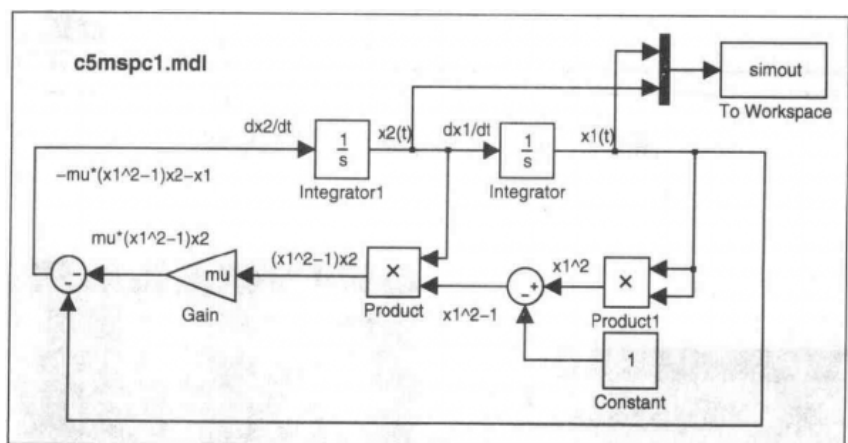 c5mspc1.mdl
simout
To Workspace
dx2/dt
1
s
x2(t)
dx1/dt
1
s
x1(t)
Integrator1
Integrator
-mu*(x1^2-1)x2-x1
mu*(x1^2-1)x2
(x1^2-1)x2
x1^2
- -
mu
×
- +
×
Gain
Product
x1^2-1
Product1
1
Constant